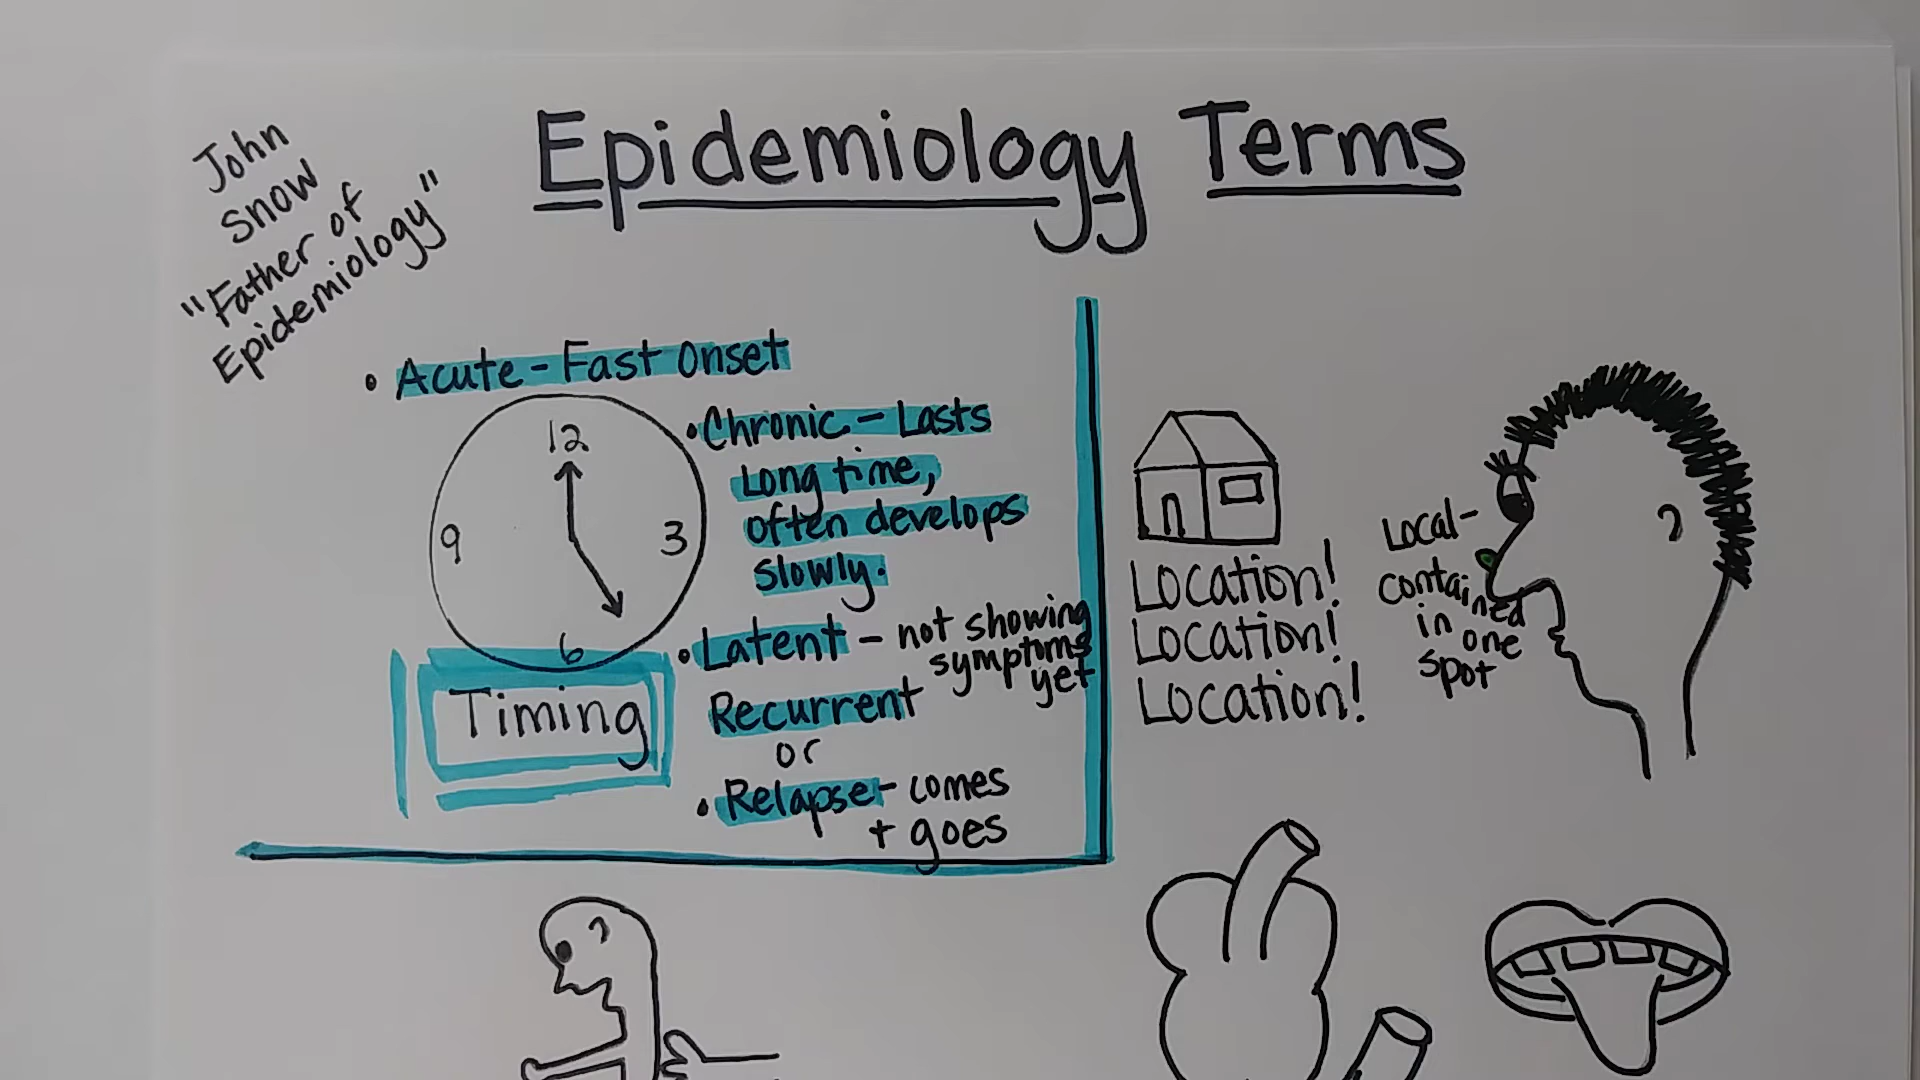 Epidemiology Terms
John
Snow
"Father of
Epidemiology"
• Acute - Fast Onset
• Chronic - Lasts
Long time,
often develops
slowly.
• Latent - not showing
symptoms
yet
Recurrent
or
• Relapse - comes
+ goes
12
3
6
9
Timing
Location!
Location!
Location!
Local -
contained
in one
spot